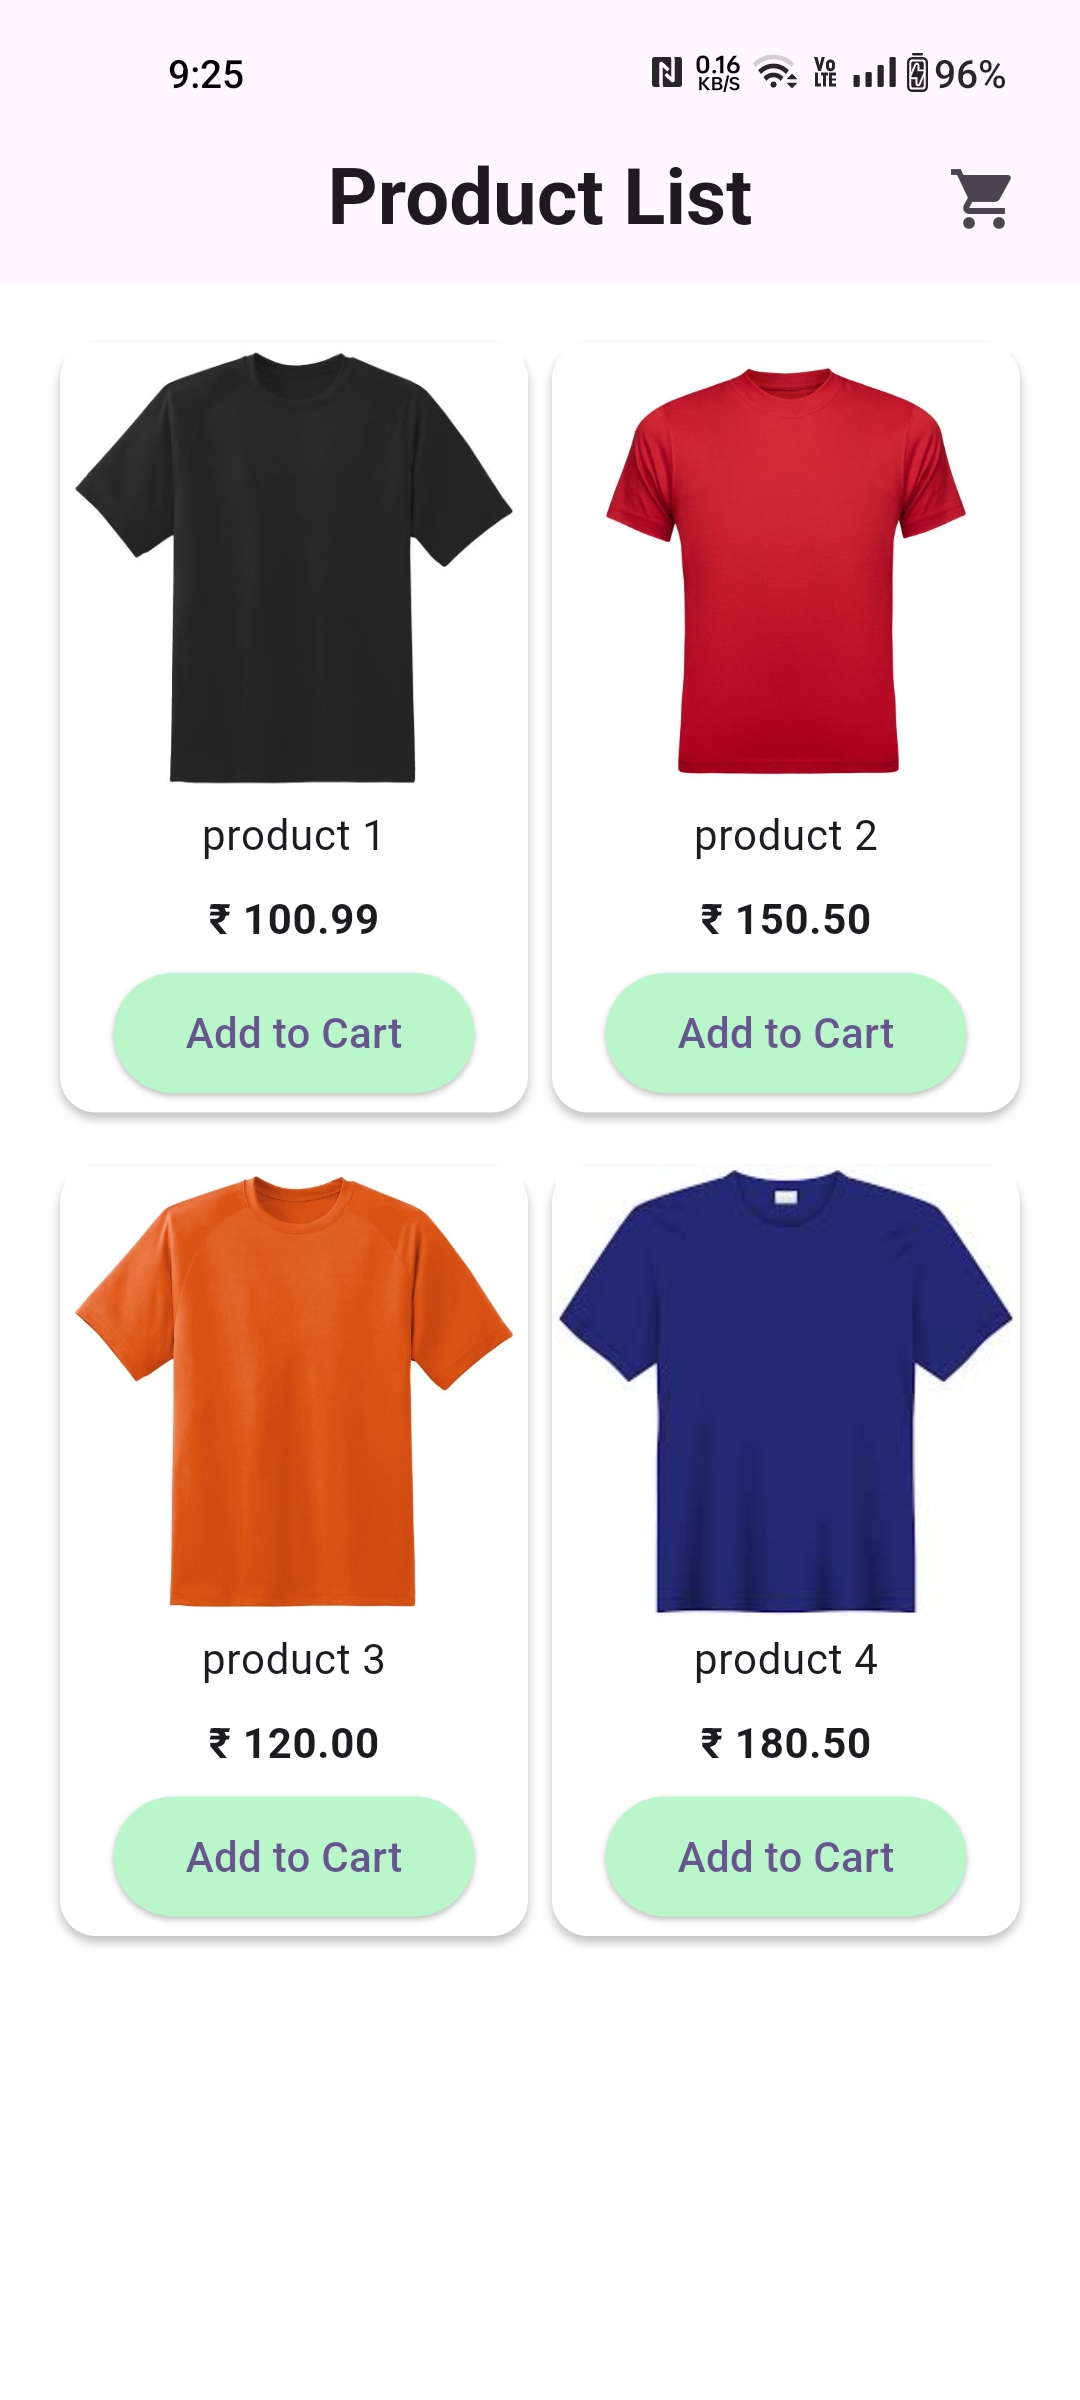 9:25
0.16 KB/S Vo LTE 96%
Product List
product 1
₹ 100.99
Add to Cart
product 2
₹ 150.50
Add to Cart
product 3
₹ 120.00
Add to Cart
product 4
₹ 180.50
Add to Cart